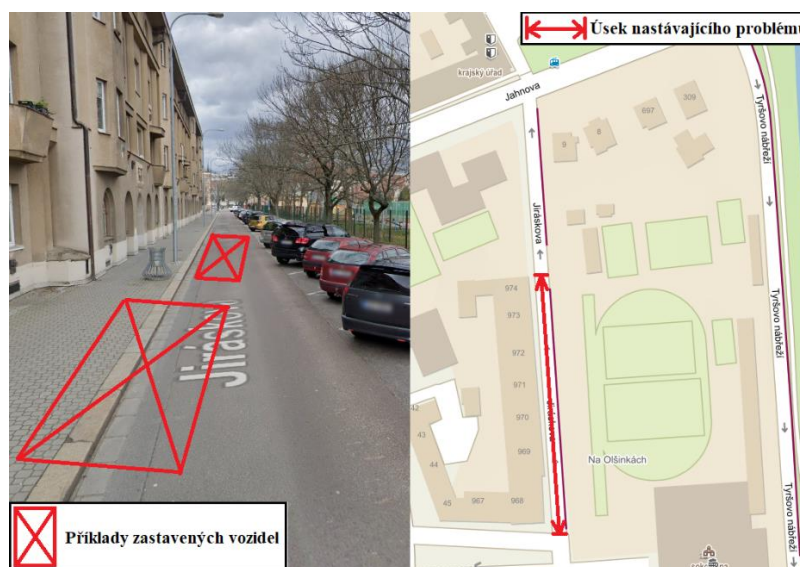 Úsek nastávajícího problému
krajský úřad
Jahnova
Tyršovo nábřeží
309
697
8
9
Jiráskova
Jiráskova
974
973
Tyršovo nábřeží
972
971
Jiráskova
970
42
43
969
Na Olšinkách
44
45
967
968
Tyršovo nábřeží
Příklady zastavených vozidel